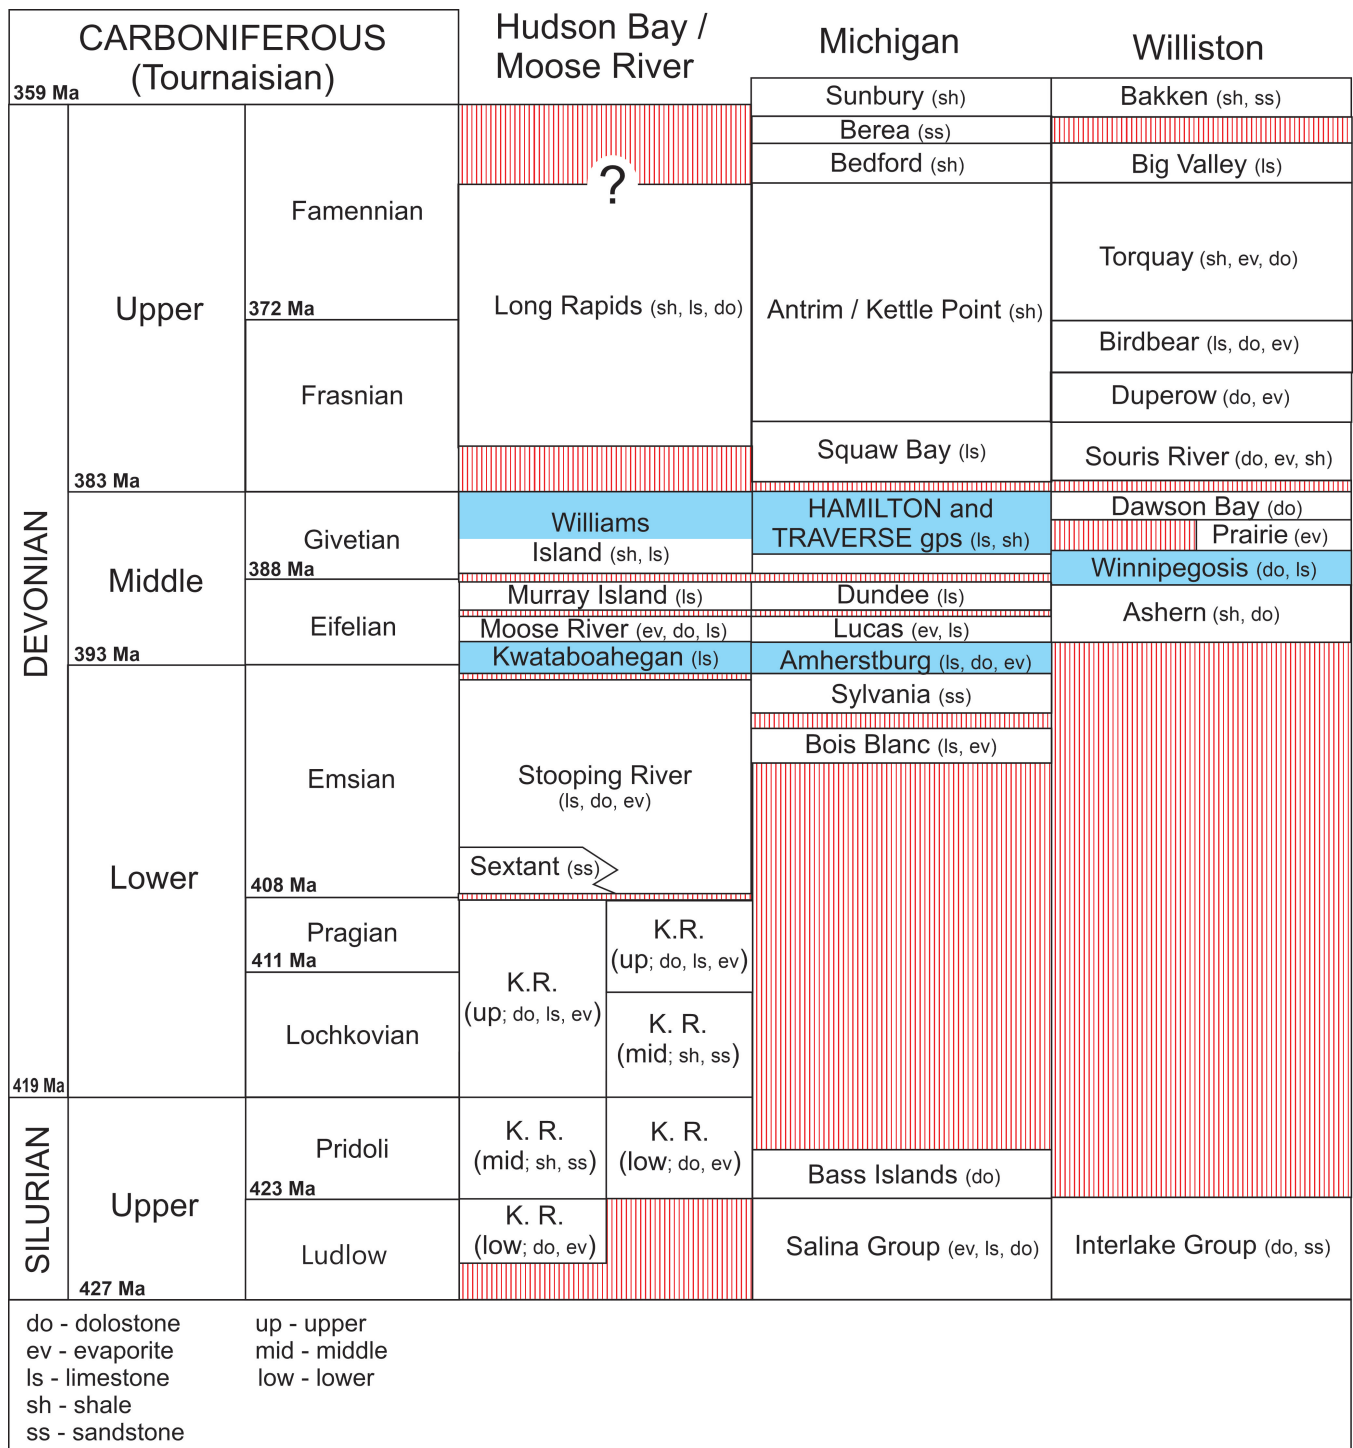 CARBONIFEROUS
(Tournaisian)
359 Ma
Hudson Bay /
Moose River
Michigan
Williston
DEVONIAN
SILURIAN
Upper
383 Ma
Middle
393 Ma
Lower
419 Ma
Upper
427 Ma
Famennian
372 Ma
Frasnian
Givetian
388 Ma
Eifelian
Emsian
408 Ma
Pragian
411 Ma
Lochkovian
Pridoli
423 Ma
Ludlow
?
Long Rapids (sh, ls, do)
Williams
Island (sh, ls)
Murray Island (ls)
Moose River (ev, do, ls)
Kwataboahegan (ls)
Stooping River
(ls, do, ev)
Sextant (ss)
K.R.
(up; do, ls, ev)
K.R.
(up; do, ls, ev)
K. R.
(mid; sh, ss)
K. R.
(mid; sh, ss)
K. R.
(low; do, ev)
K. R.
(low; do, ev)
Sunbury (sh)
Berea (ss)
Bedford (sh)
Antrim / Kettle Point (sh)
Squaw Bay (ls)
HAMILTON and
TRAVERSE gps (ls, sh)
Dundee (ls)
Lucas (ev, ls)
Amherstburg (ls, do, ev)
Sylvania (ss)
Bois Blanc (ls, ev)
Bass Islands (do)
Salina Group (ev, ls, do)
Bakken (sh, ss)
Big Valley (ls)
Torquay (sh, ev, do)
Birdbear (ls, do, ev)
Duperow (do, ev)
Souris River (do, ev, sh)
Dawson Bay (do)
Prairie (ev)
Winnipegosis (do, ls)
Ashern (sh, do)
Interlake Group (do, ss)
do - dolostone
ev - evaporite
ls - limestone
sh - shale
ss - sandstone
up - upper
mid - middle
low - lower